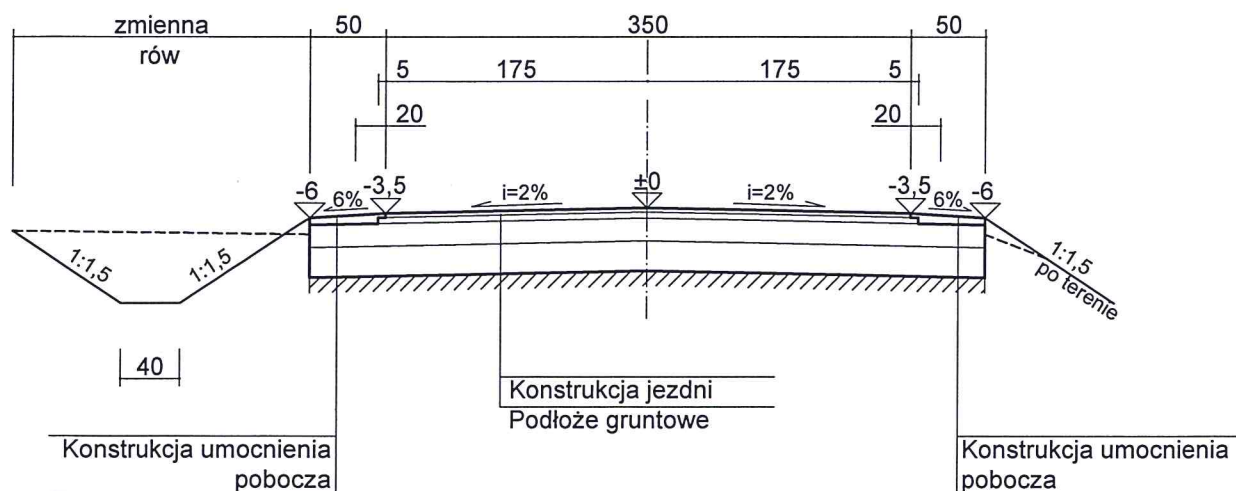 zmienna 50 350 50
rów
5 175 175 5
20 20
-6 6% -3,5 i=2% ±0 i=2% -3,5 6% -6
1:1,5 1:1,5 1:1,5
po terenie
40
Konstrukcja jezdni
Podłoże gruntowe
Konstrukcja umocnienia
pobocza
Konstrukcja umocnienia
pobocza